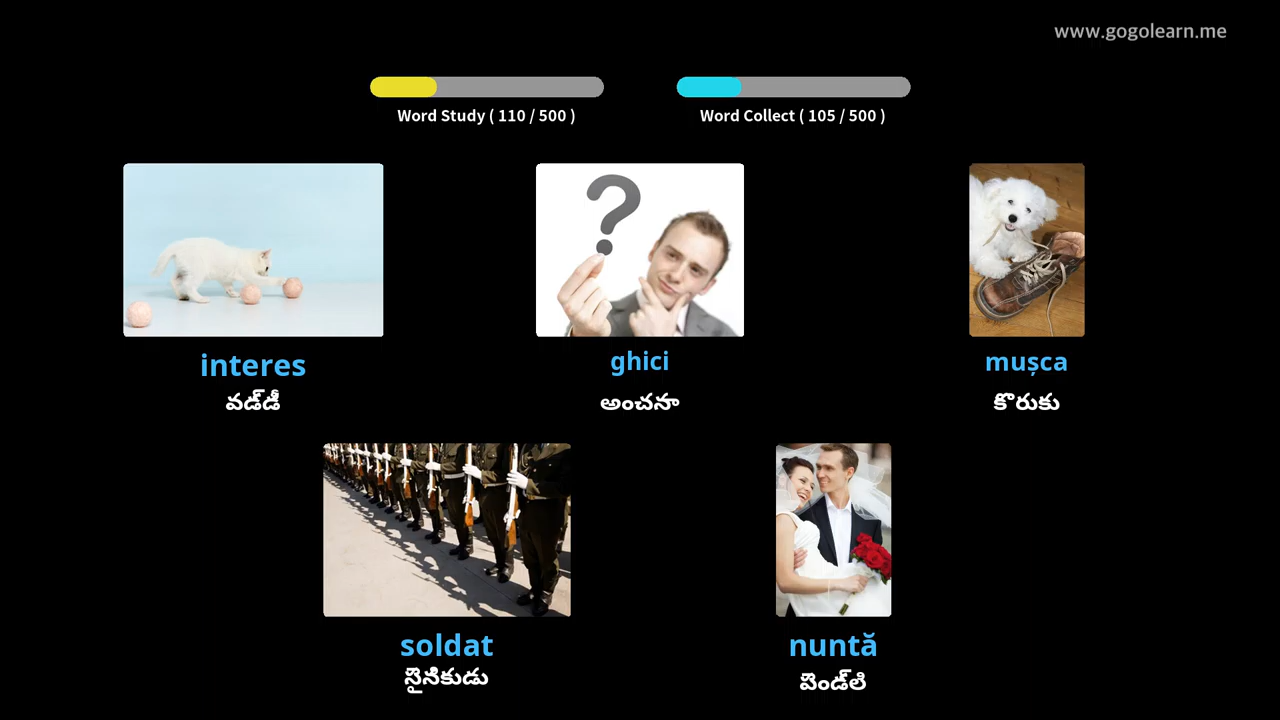 www.gogolearn.me
Word Study ( 110 / 500 )
Word Collect ( 105 / 500 )
interes
ghici
mușca
వడ్డీ
అంచనా
కొరుకు
soldat
nuntă
సైనికుడు
పెండ్లి